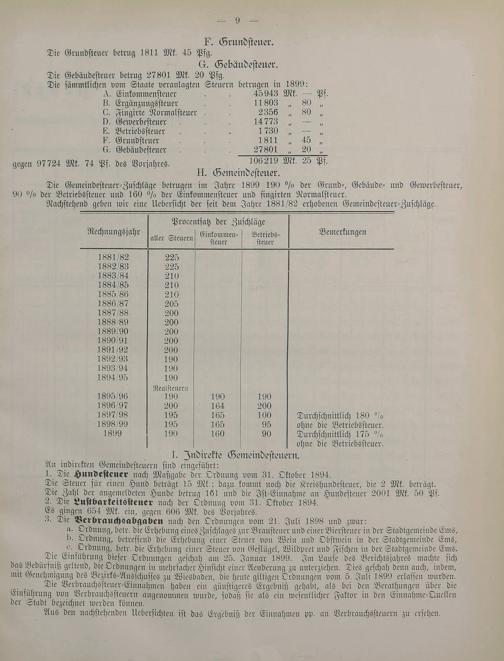 — 9 —
F. Grundsteuer.
Die Grundsteuer betrug 1811 Mk. 45 Pfg.
G. Gebäudesteuer.
Die Gebäudesteuer betrug 27801 Mk. 20 Pfg.
Die sämmtlichen vom Staate veranlagten Steuern betrugen in 1899:
A. Einkommensteuer . . . 45943 Mk. — Pf.
B. Ergänzungssteuer . . . 11803 „ 80 „
C. Fingirte Normalsteuer . . . 2356 „ 80 „
D. Gewerbesteuer . . . 14773 „ — „
E. Betriebssteuer . . . 1730 „ — „
F. Grundsteuer . . . 1811 „ 45 „
G. Gebäudesteuer . . . 27801 „ 20 „
106219 Mk. 25 Pf.
gegen 97724 Mk. 74 Pf. des Vorjahres.
H. Gemeindesteuer.
Die Gemeindesteuer-Zuschläge betrugen im Jahre 1899 190 % der Grund-, Gebäude- und Gewerbesteuer,
90 % der Betriebssteuer und 160 % der Einkommensteuer und fingirten Normalsteuer.
Nachstehend geben wir eine Uebersicht der seit dem Jahre 1881/82 erhobenen Gemeindesteuer-Zuschläge.
Rechnungsjahr Procentsatz der Zuschläge Bemerkungen
aller Steuern Einkommen-steuer Betriebs-steuer
1881/82 225
1882/83 225
1883/84 210
1884/85 210
1885/86 210
1886/87 205
1887/88 200
1888/89 200
1889/90 200
1890/91 200
1891/92 200
1892/93 190
1893/94 190
1894/95 190
Realsteuern
1895/96 190 190 190
1896/97 200 164 200
1897/98 195 165 100 Durchschnittlich 180 %
1898/99 195 165 95 ohne die Betriebssteuer.
1899 190 160 90 Durchschnittlich 175 %
ohne die Betriebssteuer.
I. Indirekte Gemeindesteuern.
An indirekten Gemeindesteuern sind eingeführt:
1. Die Hundesteuer nach Maßgabe der Ordnung vom 31. Oktober 1894.
Die Steuer für einen Hund beträgt 15 Mk.; dazu kommt noch die Kreishundesteuer, die 2 Mk. beträgt.
Die Zahl der angemeldeten Hunde betrug 161 und die Ist-Einnahme an Hundesteuer 2001 Mk. 50 Pf.
2. Die Lustbarkeitssteuer nach der Ordnung vom 31. Oktober 1894.
Es gingen 654 Mk. ein, gegen 606 Mk. des Vorjahres.
3. Die Verbrauchsabgaben nach den Ordnungen vom 21. Juli 1898 und zwar:
a. Ordnung, betr. die Erhebung eines Zuschlages zur Brausteuer und einer Biersteuer in der Stadtgemeinde Ems,
b. Ordnung, betreffend die Erhebung einer Steuer von Wein und Obstwein in der Stadtgemeinde Ems,
c. Ordnung, betr. die Erhebung einer Steuer von Geflügel, Wildpret und Fischen in der Stadtgemeinde Ems.
Die Einführung dieser Ordnungen geschah am 25. Januar 1899. Im Laufe des Berichtsjahres machte sich
das Bedürfniß geltend, die Ordnungen in mehrfacher Hinsicht einer Aenderung zu unterziehen. Dies geschah denn auch, indem,
mit Genehmigung des Bezirks-Ausschusses zu Wiesbaden, die heute gültigen Ordnungen vom 5. Juli 1899 erlassen wurden.
Die Verbrauchssteuer-Einnahmen haben ein günstigeres Ergebniß gehabt, als bei den Berathungen über die
Einführung von Verbrauchssteuern angenommen wurde, sodaß sie als ein wesentlicher Faktor in den Einnahme-Quellen
der Stadt bezeichnet werden können.
Aus den nachstehenden Uebersichten ist das Ergebniß der Einnahmen pp. an Verbrauchssteuern zu ersehen.